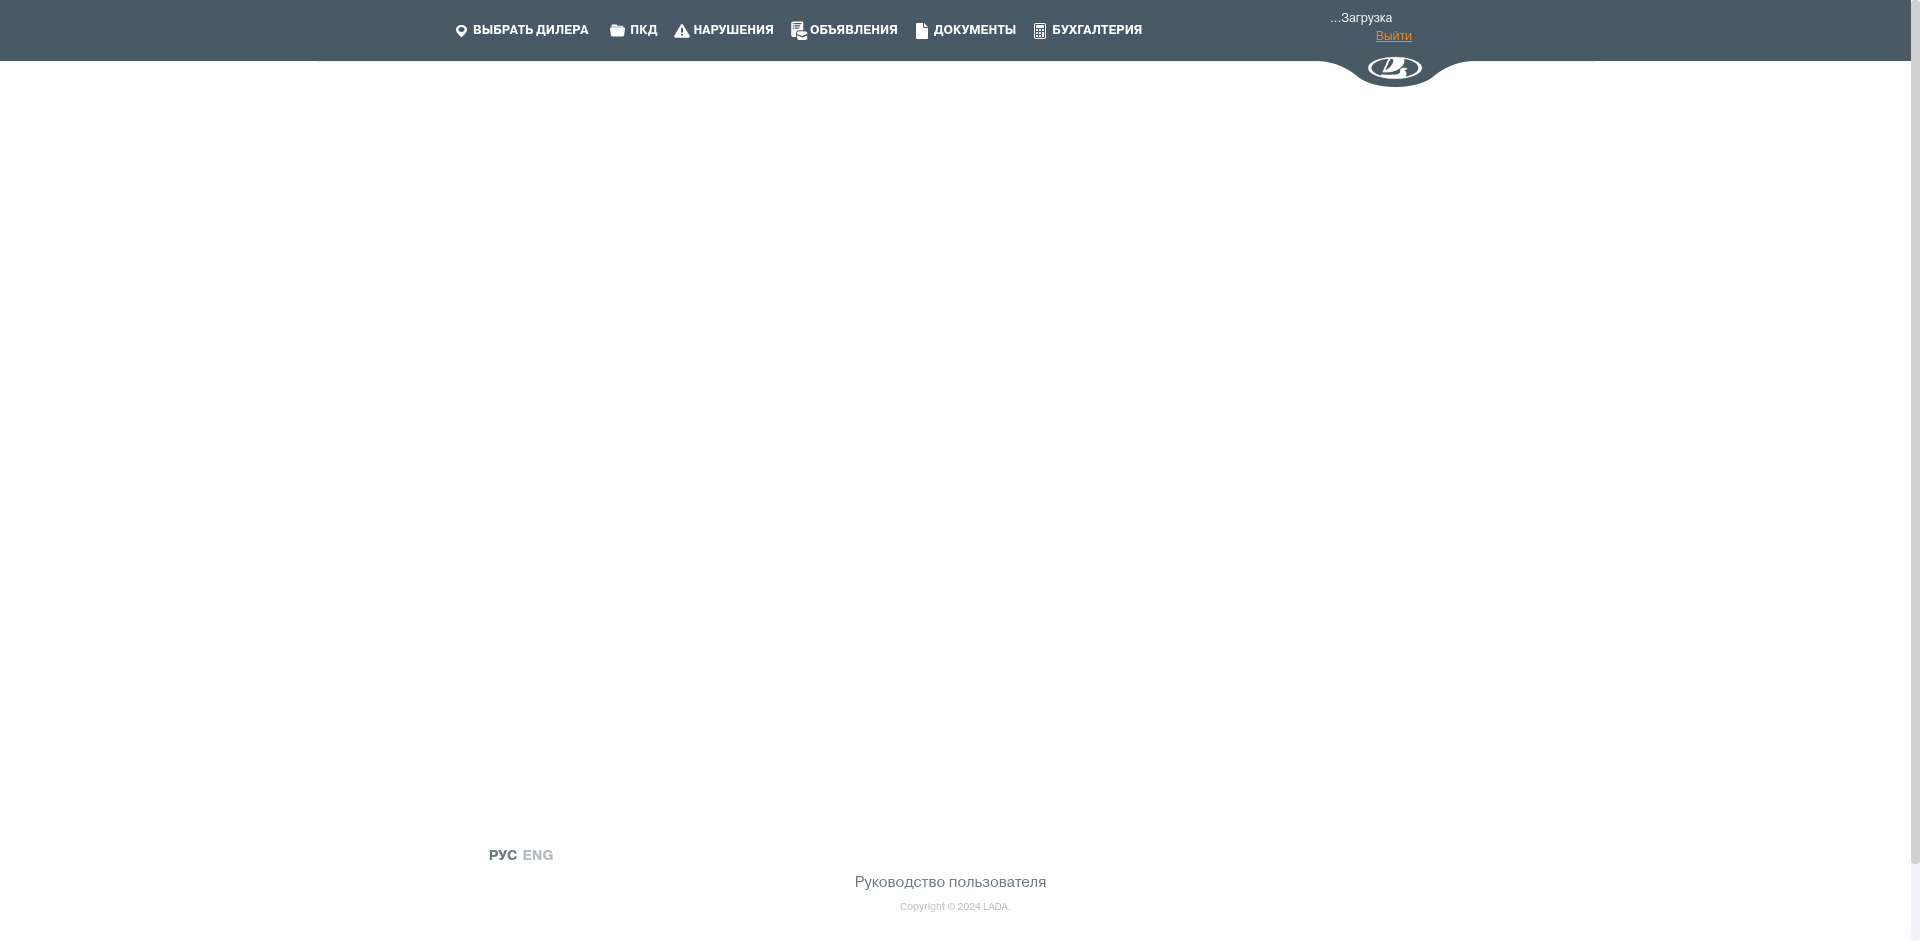 ВЫБРАТЬ ДИЛЕРА ПКД НАРУШЕНИЯ ОБЪЯВЛЕНИЯ ДОКУМЕНТЫ БУХГАЛТЕРИЯ
...Загрузка
Выйти
РУС ENG
Руководство пользователя
Copyright © 2024 LADA.